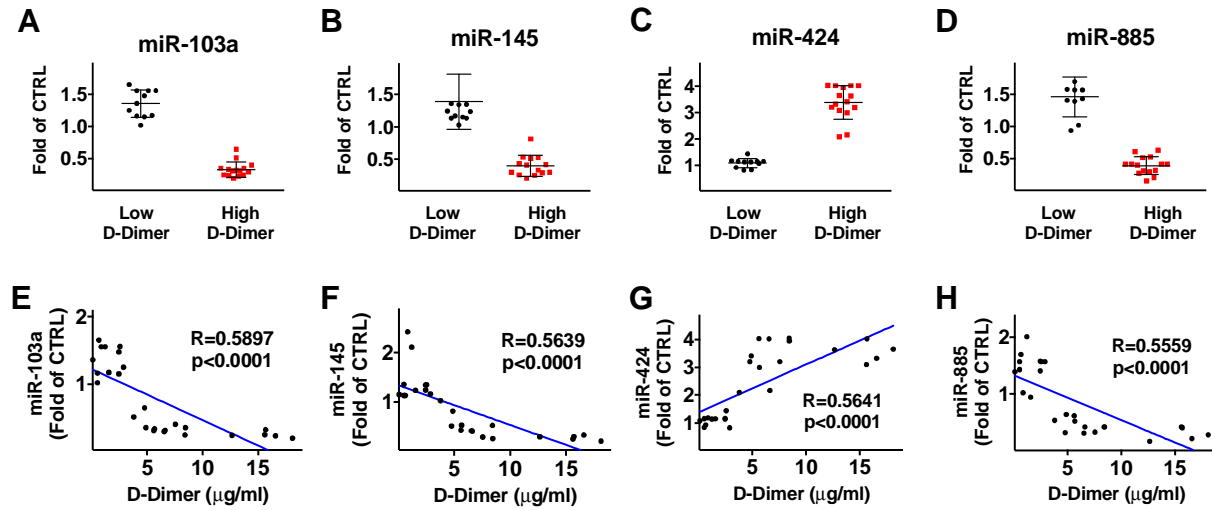 A
miR-103a
Fold of CTRL
1.5
1.0
0.5
Low
D-Dimer
High
D-Dimer
B
miR-145
Fold of CTRL
1.5
1.0
0.5
Low
D-Dimer
High
D-Dimer
C
miR-424
Fold of CTRL
4
3
2
1
Low
D-Dimer
High
D-Dimer
D
miR-885
Fold of CTRL
1.5
1.0
0.5
Low
D-Dimer
High
D-Dimer
E
miR-103a
(Fold of CTRL)
2
1
R=0.5897
p<0.0001
5
10
15
D-Dimer (μg/ml)
F
miR-145
(Fold of CTRL)
2
1
R=0.5639
p<0.0001
5
10
15
D-Dimer (μg/ml)
G
miR-424
(Fold of CTRL)
4
3
2
1
R=0.5641
p<0.0001
5
10
15
D-Dimer (μg/ml)
H
miR-885
(Fold of CTRL)
2
1
R=0.5559
p<0.0001
5
10
15
D-Dimer (μg/ml)